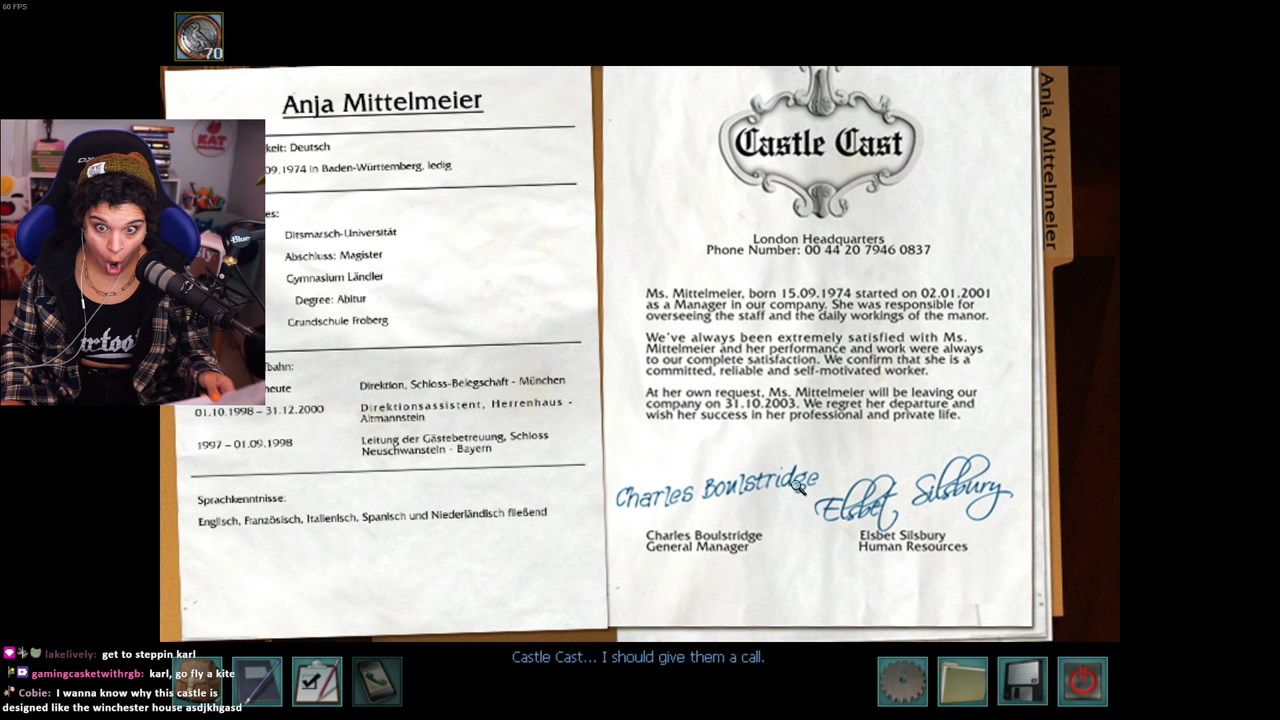 60 FPS
70
Anja Mittelmeier
keit: Deutsch
09.1974 in Baden-Württemberg, ledig
es:
Ditsmarsch-Universität
Abschluss: Magister
Gymnasium Ländler
Degree: Abitur
Grundschule Froberg
bahn:
heute
Direktion, Schloss-Belegschaft - München
01.10.1998 – 31.12.2000
Direktionsassistent, Herrenhaus -
Altmannstein
1997 – 01.09.1998
Leitung der Gästebetreuung, Schloss
Neuschwanstein - Bayern
Sprachkenntnisse:
Englisch, Französisch, Italienisch, Spanisch und Niederländisch fließend
Castle Cast
London Headquarters
Phone Number: 00 44 20 7946 0837
Ms. Mittelmeier, born 15.09.1974 started on 02.01.2001
as a Manager in our company. She was responsible for
overseeing the staff and the daily workings of the manor.
We've always been extremely satisfied with Ms.
Mittelmeier and her performance and work were always
to our complete satisfaction. We confirm that she is a
committed, reliable and self-motivated worker.
At her own request, Ms. Mittelmeier will be leaving our
company on 31.10.2003. We regret her departure and
wish her success in her professional and private life.
Charles Boulstridge
Elsbet Silsbury
Charles Boulstridge
General Manager
Elsbet Silsbury
Human Resources
Anja Mittelmeier
KAT
Blue
Castle Cast... I should give them a call.
lakelively: get to steppin karl
gamingcasketwithrgb: karl, go fly a kite
Cobie: I wanna know why this castle is
designed like the winchester house asdjkhgasd